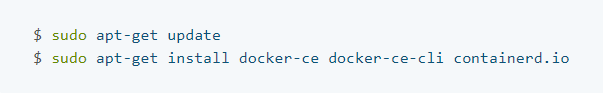 $ sudo apt-get update
$ sudo apt-get install docker-ce docker-ce-cli containerd.io